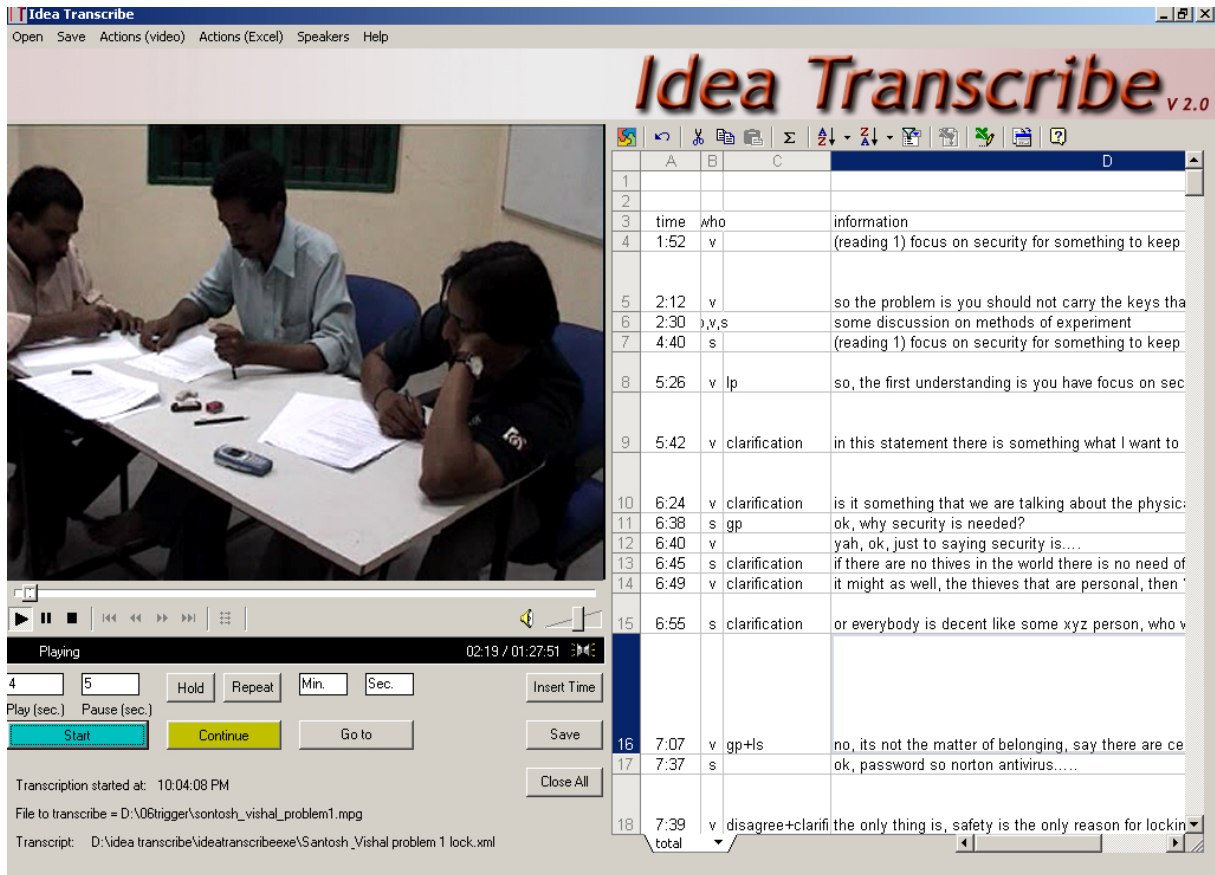 Idea Transcribe
Open Save Actions (video) Actions (Excel) Speakers Help
Idea Transcribe V 2.0
Playing 02:19 / 01:27:51
4 5 Hold Repeat Min. Sec. Insert Time
Play (sec.) Pause (sec.)
Start Continue Go to Save
Close All
Transcription started at: 10:04:08 PM
File to transcribe = D:\06trigger\sontosh_vishal_problem1.mpg
Transcript: D:\idea transcribe\ideatranscribeexe\Santosh _Vishal problem 1 lock.xml
A B C D
1
2
3 time who information
4 1:52 v (reading 1) focus on security for something to keep
5 2:12 v so the problem is you should not carry the keys tha
6 2:30 ,v,s some discussion on methods of experiment
7 4:40 s (reading 1) focus on security for something to keep
8 5:26 v lp so, the first understanding is you have focus on sec
9 5:42 v clarification in this statement there is something what I want to
10 6:24 v clarification is it something that we are talking about the physic
11 6:38 s gp ok, why security is needed?
12 6:40 v yah, ok, just to saying security is....
13 6:45 s clarification if there are no thives in the world there is no need of
14 6:49 v clarification it might as well, the thieves that are personal, then
15 6:55 s clarification or everybody is decent like some xyz person, who
16 7:07 v gp+ls no, its not the matter of belonging, say there are ce
17 7:37 s ok, password so norton antivirus.....
18 7:39 v disagree+clarifi the only thing is, safety is the only reason for lockin
total